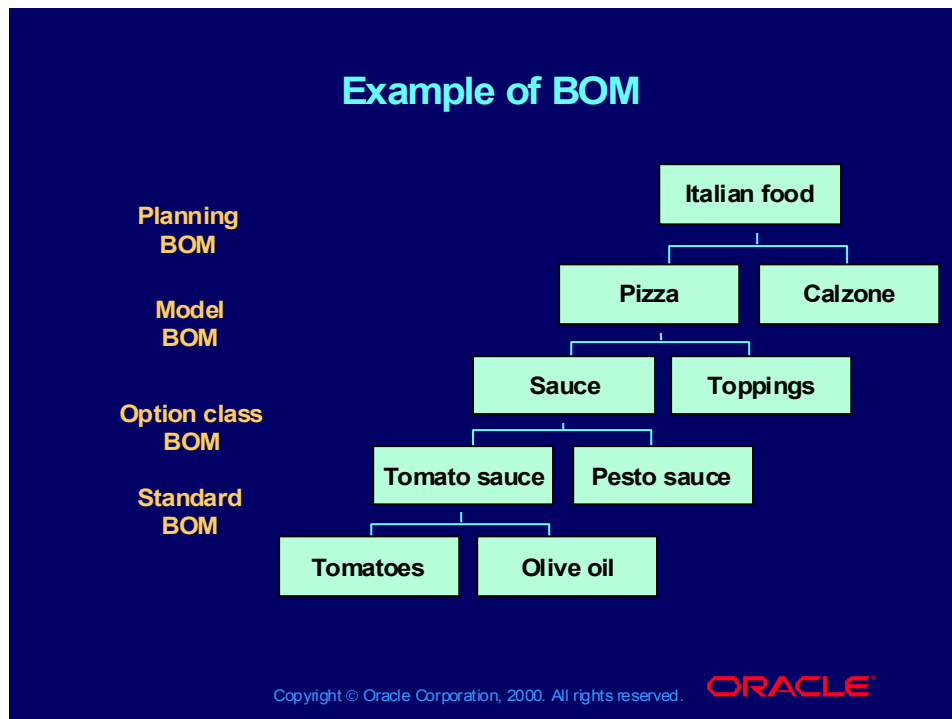 Example of BOM
Italian food
Planning
BOM
Pizza
Calzone
Model
BOM
Sauce
Toppings
Option class
BOM
Tomato sauce
Pesto sauce
Standard
BOM
Tomatoes
Olive oil
Copyright © Oracle Corporation, 2000. All rights reserved.
ORACLE®